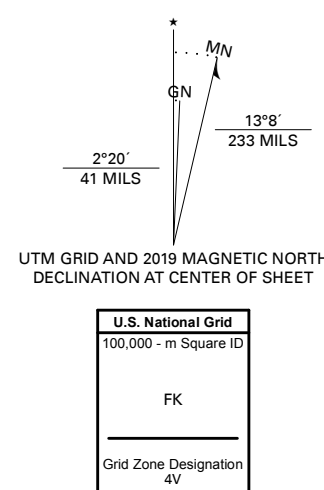 ★
MN
GN
13°8´
233 MILS
2°20´
41 MILS
UTM GRID AND 2019 MAGNETIC NORTH
DECLINATION AT CENTER OF SHEET
U.S. National Grid
100,000 - m Square ID
FK
Grid Zone Designation
4V